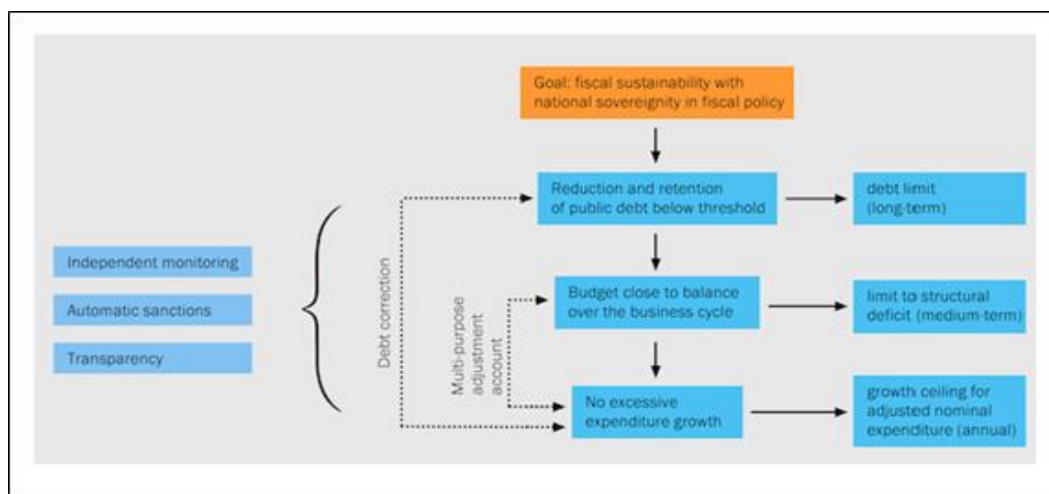 Goal: fiscal sustainability with
national sovereignity in fiscal policy
Reduction and retention
of public debt below threshold
debt limit
(long-term)
Independent monitoring
Automatic sanctions
Transparency
Debt correction
Multi-purpose
adjustment
account
Budget close to balance
over the business cycle
limit to structural
deficit (medium-term)
No excessive
expenditure growth
growth ceiling for
adjusted nominal
expenditure (annual)